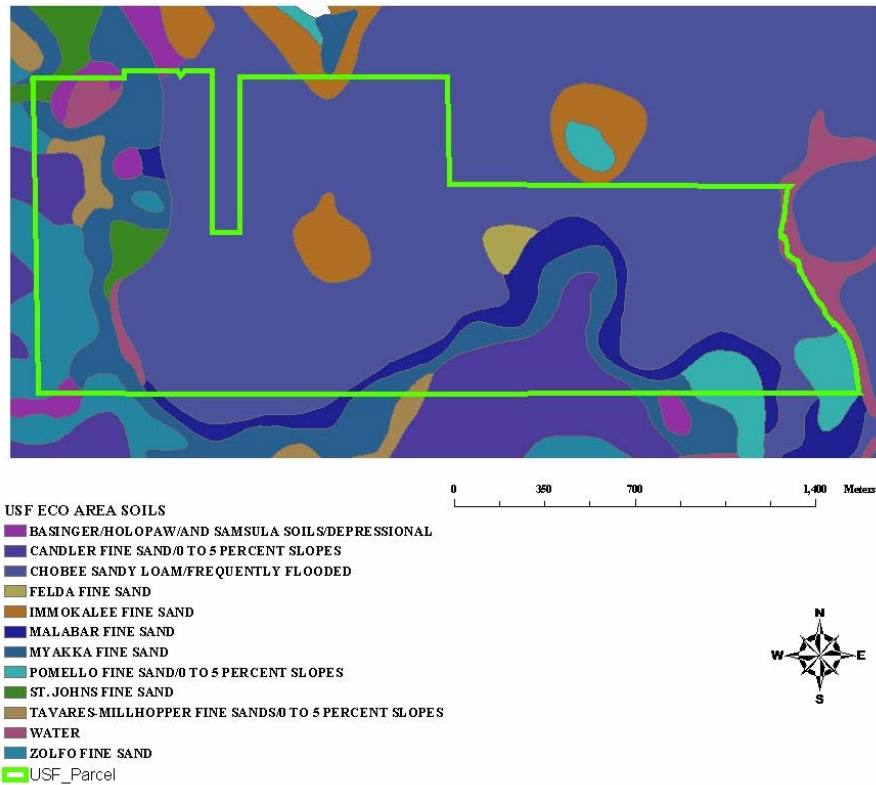 0 350 700 1,400 Meters
USF ECO AREA SOILS
BASINGER/HOLOPAW/AND SAMSULA SOILS/DEPRESSIONAL
CANDLER FINE SAND/0 TO 5 PERCENT SLOPES
CHOBEE SANDY LOAM/FREQUENTLY FLOODED
FELDA FINE SAND
IMMOKALEE FINE SAND
MALABAR FINE SAND
MYAKKA FINE SAND
POMELLO FINE SAND/0 TO 5 PERCENT SLOPES
ST. JOHNS FINE SAND
TAVARES-MILLHOPPER FINE SANDS/0 TO 5 PERCENT SLOPES
WATER
ZOLFO FINE SAND
USF_Parcel
N
W E
S